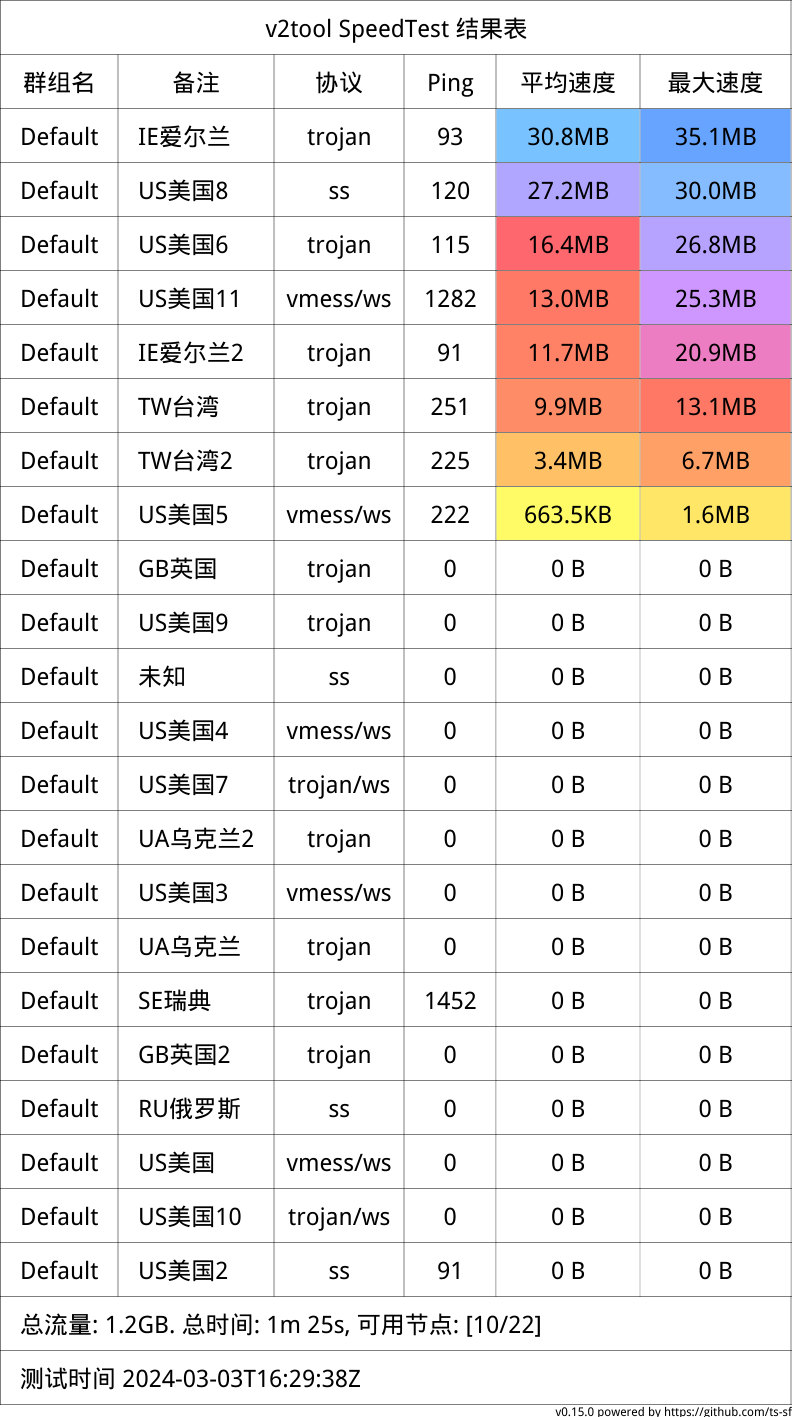 v2tool SpeedTest 结果表
群组名 备注 协议 Ping 平均速度 最大速度
Default IE爱尔兰 trojan 93 30.8MB 35.1MB
Default US美国8 ss 120 27.2MB 30.0MB
Default US美国6 trojan 115 16.4MB 26.8MB
Default US美国11 vmess/ws 1282 13.0MB 25.3MB
Default IE爱尔兰2 trojan 91 11.7MB 20.9MB
Default TW台湾 trojan 251 9.9MB 13.1MB
Default TW台湾2 trojan 225 3.4MB 6.7MB
Default US美国5 vmess/ws 222 663.5KB 1.6MB
Default GB英国 trojan 0 0 B 0 B
Default US美国9 trojan 0 0 B 0 B
Default 未知 ss 0 0 B 0 B
Default US美国4 vmess/ws 0 0 B 0 B
Default US美国7 trojan/ws 0 0 B 0 B
Default UA乌克兰2 trojan 0 0 B 0 B
Default US美国3 vmess/ws 0 0 B 0 B
Default UA乌克兰 trojan 0 0 B 0 B
Default SE瑞典 trojan 1452 0 B 0 B
Default GB英国2 trojan 0 0 B 0 B
Default RU俄罗斯 ss 0 0 B 0 B
Default US美国 vmess/ws 0 0 B 0 B
Default US美国10 trojan/ws 0 0 B 0 B
Default US美国2 ss 91 0 B 0 B
总流量: 1.2GB. 总时间: 1m 25s, 可用节点: [10/22]
测试时间 2024-03-03T16:29:38Z
v0.15.0 powered by https://github.com/ts-sf